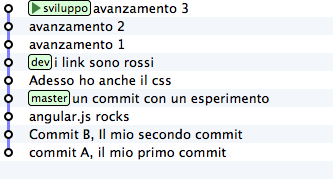 sviluppo avanzamento 3
avanzamento 2
avanzamento 1
dev i link sono rossi
Adesso ho anche il css
master un commit con un esperimento
angular.js rocks
Commit B, Il mio secondo commit
commit A, il mio primo commit